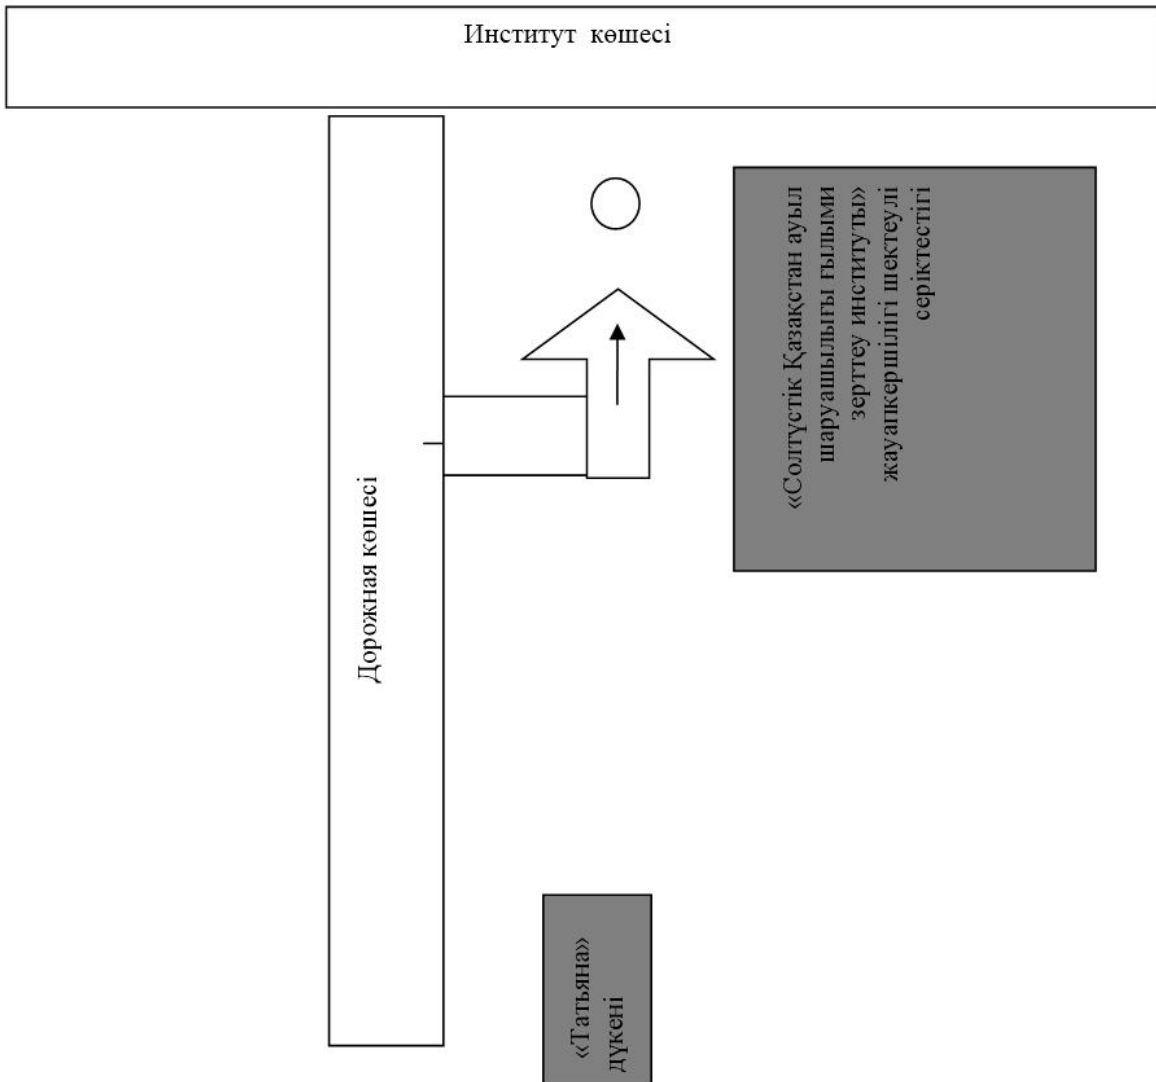 Институт көшесі
Дорожная көшесі
«Солтүстік Қазақстан ауыл
шаруашылығы ғылыми
зерттеу институты»
жауапкершілігі шектеулі
серіктестігі
«Татьяна»
дүкені